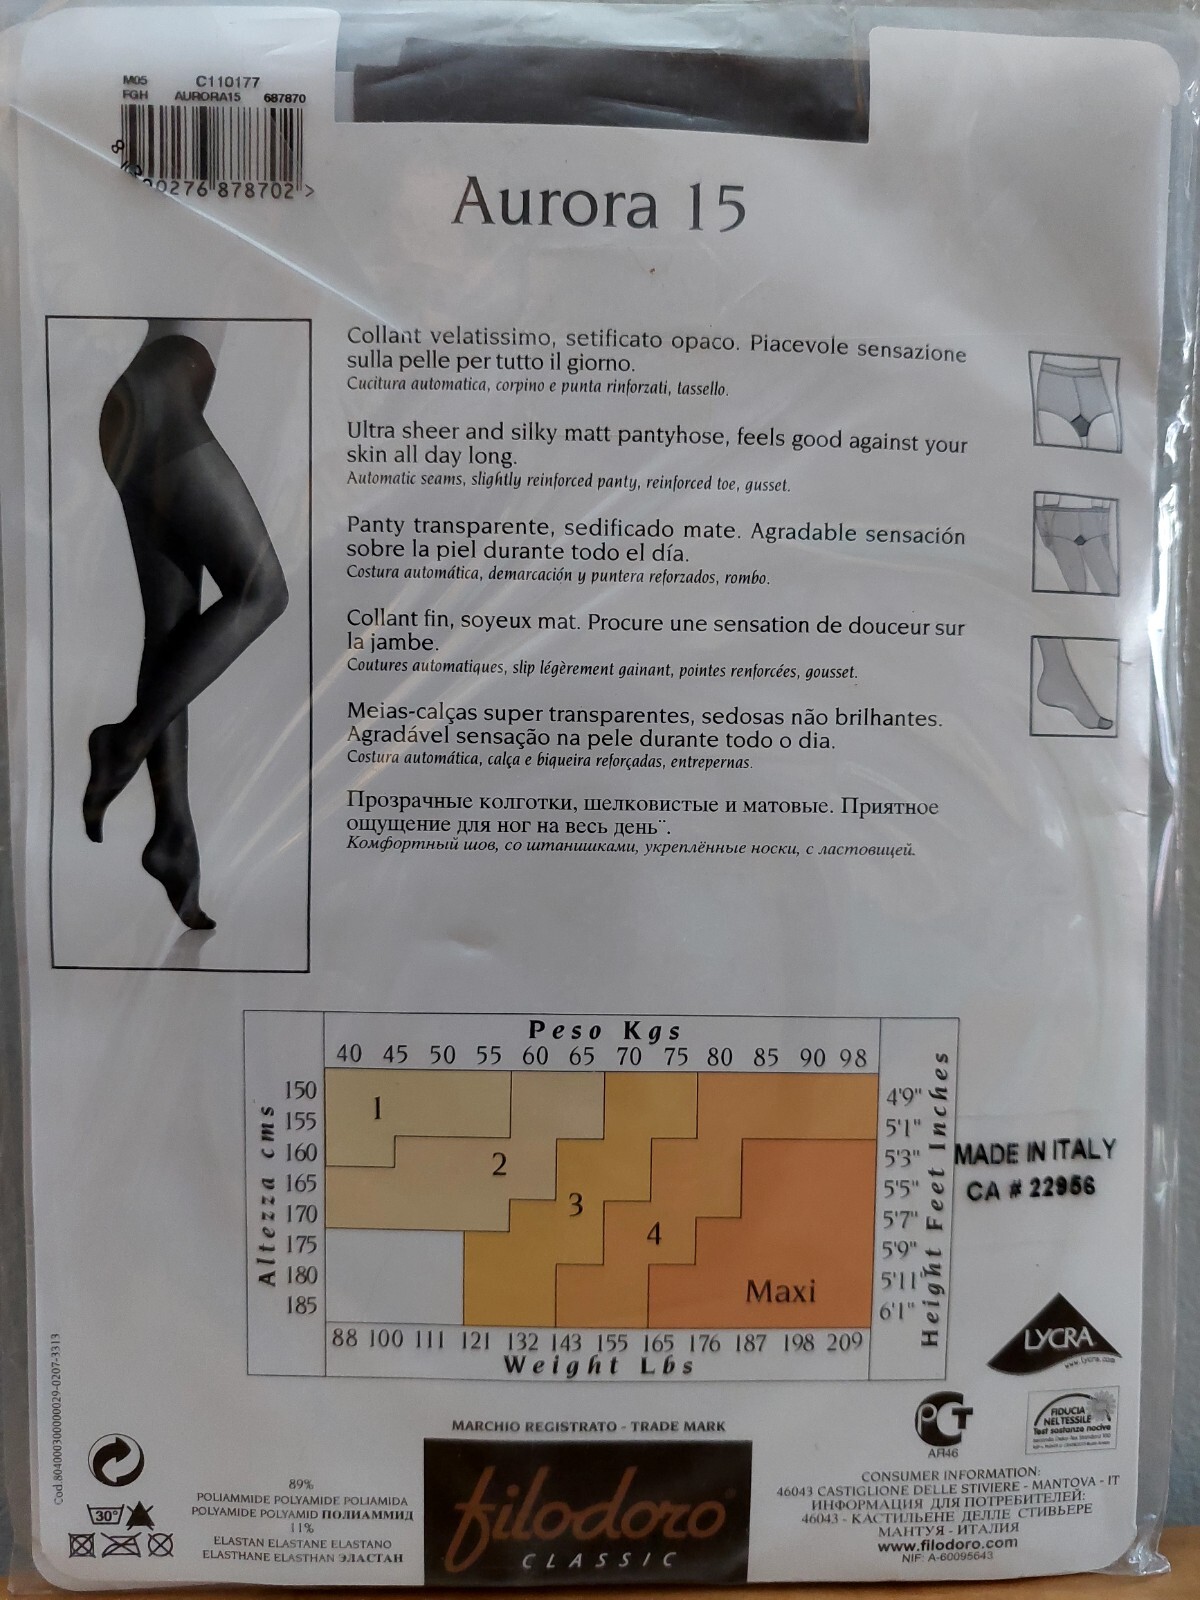 M05 C110177
FGH AURORA15 687870
878702 >
Aurora 15
Collant velatissimo, setificato opaco. Piacevole sensazione
sulla pelle per tutto il giorno.
Cucitura automatica, corpino e punta rinforzati, tassello.
Ultra sheer and silky matt pantyhose, feels good against your
skin all day long.
Automatic seams, slightly reinforced panty, reinforced toe, gusset.
Panty transparente, sedificado mate. Agradable sensación
sobre la piel durante todo el día.
Costura automática, demarcación y puntera reforzados, rombo.
Collant fin, soyeux mat. Procure une sensation de douceur sur
la jambe.
Coutures automatiques, slip légèrement gainant, pointes renforcées, gousset.
Meias-calças super transparentes, sedosas não brilhantes.
Agradável sensação na pele durante todo o dia.
Costura automática, calça e biqueira reforçadas, entrepernas.
Прозрачные колготки, шелковистые и матовые. Приятное
ощущение для ног на весь день¨.
Комфортный шов, со штанишками, укреплённые носки, с ластовицей.
Peso Kgs
40 45 50 55 60 65 70 75 80 85 90 98
Altezza cms
150
155
160
165
170
175
180
185
1
2
3
4
Maxi
4'9"
5'1"
5'3"
5'5"
5'7"
5'9"
5'11"
6'1"
Height Feet Inches
88 100 111 121 132 143 155 165 176 187 198 209
Weight Lbs
MADE IN ITALY
CA # 22956
LYCRA
www.lycra.com
PCT
AR46
FIDUCIA
NEL TESSILE
Test sostanze nocive
MARCHIO REGISTRATO - TRADE MARK
filodoro
CLASSIC
30°
89%
POLIAMMIDE POLYAMIDE POLIAMIDA
POLYAMIDE POLYAMID ПОЛИАММИД
11%
ELASTAN ELASTANE ELASTANO
ELASTHANE ELASTHAN ЭЛАСТАН
CONSUMER INFORMATION:
46043 CASTIGLIONE DELLE STIVIERE - MANTOVA - IT
ИНФОРМАЦИЯ ДЛЯ ПОТРЕБИТЕЛЕЙ:
46043 - КАСТИЛЬЕНЕ ДЕЛЛЕ СТИВЬЕРЕ
МАНТУЯ - ИТАЛИЯ
www.filodoro.com
NIF: A-60095643